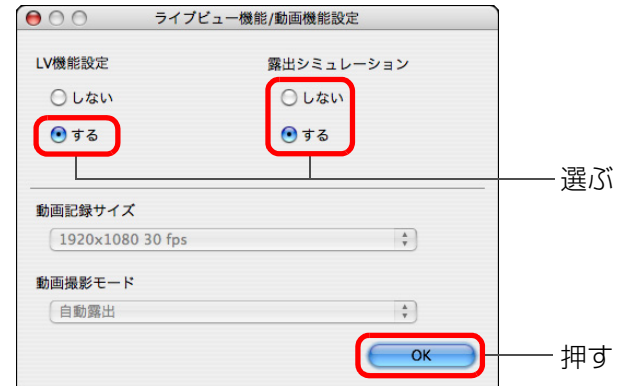 ライブビュー機能/動画機能設定
LV機能設定
露出シミュレーション
しない
しない
する
する
選ぶ
動画記録サイズ
1920x1080 30 fps
動画撮影モード
自動露出
OK
押す